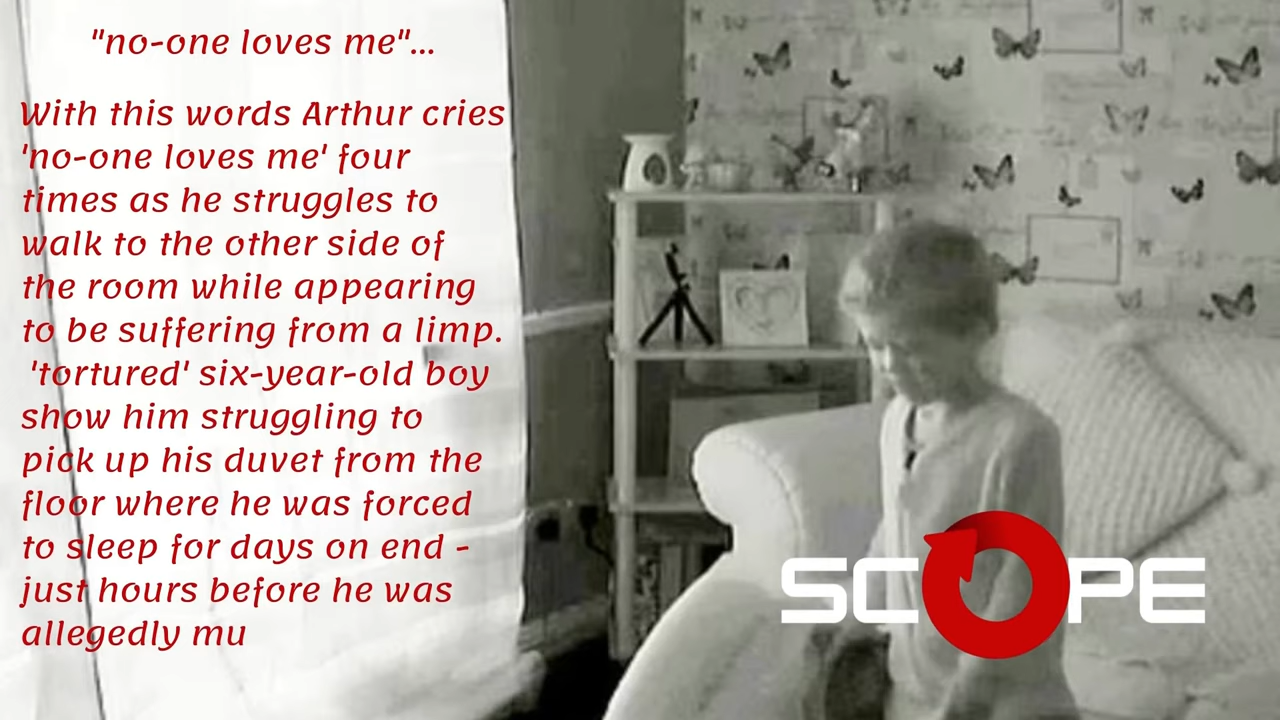 "no-one loves me"...
With this words Arthur cries
'no-one loves me' four
times as he struggles to
walk to the other side of
the room while appearing
to be suffering from a limp.
'tortured' six-year-old boy
show him struggling to
pick up his duvet from the
floor where he was forced
to sleep for days on end -
just hours before he was
allegedly mu
SCOPE